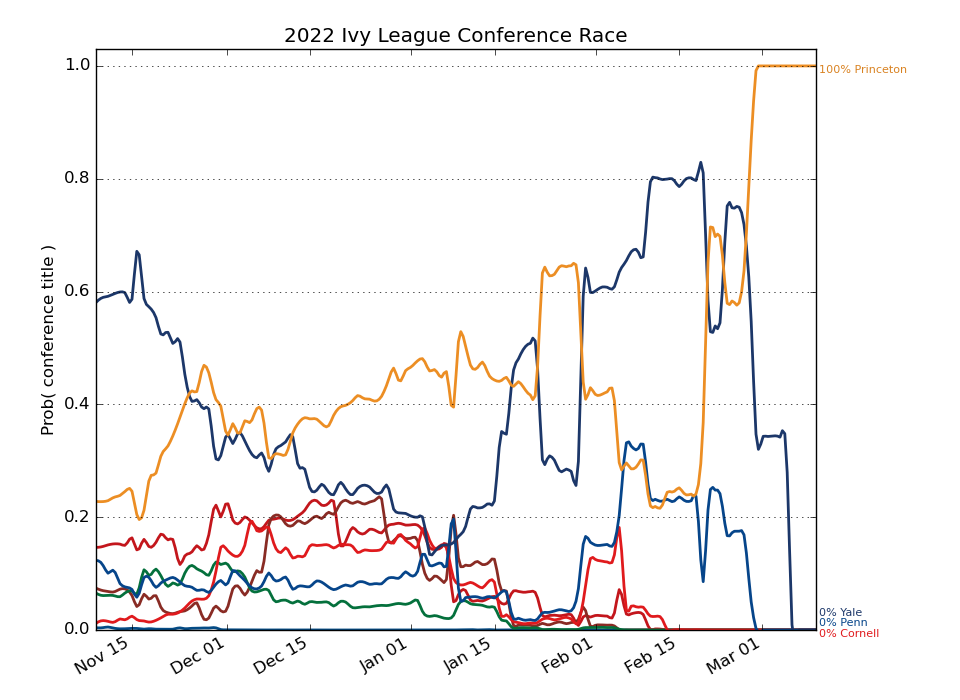 2022 Ivy League Conference Race
Prob( conference title )
1.0
0.8
0.6
0.4
0.2
0.0
Nov 15
Dec 01
Dec 15
Jan 01
Jan 15
Feb 01
Feb 15
Mar 01
100% Princeton
0% Yale
0% Penn
0% Cornell